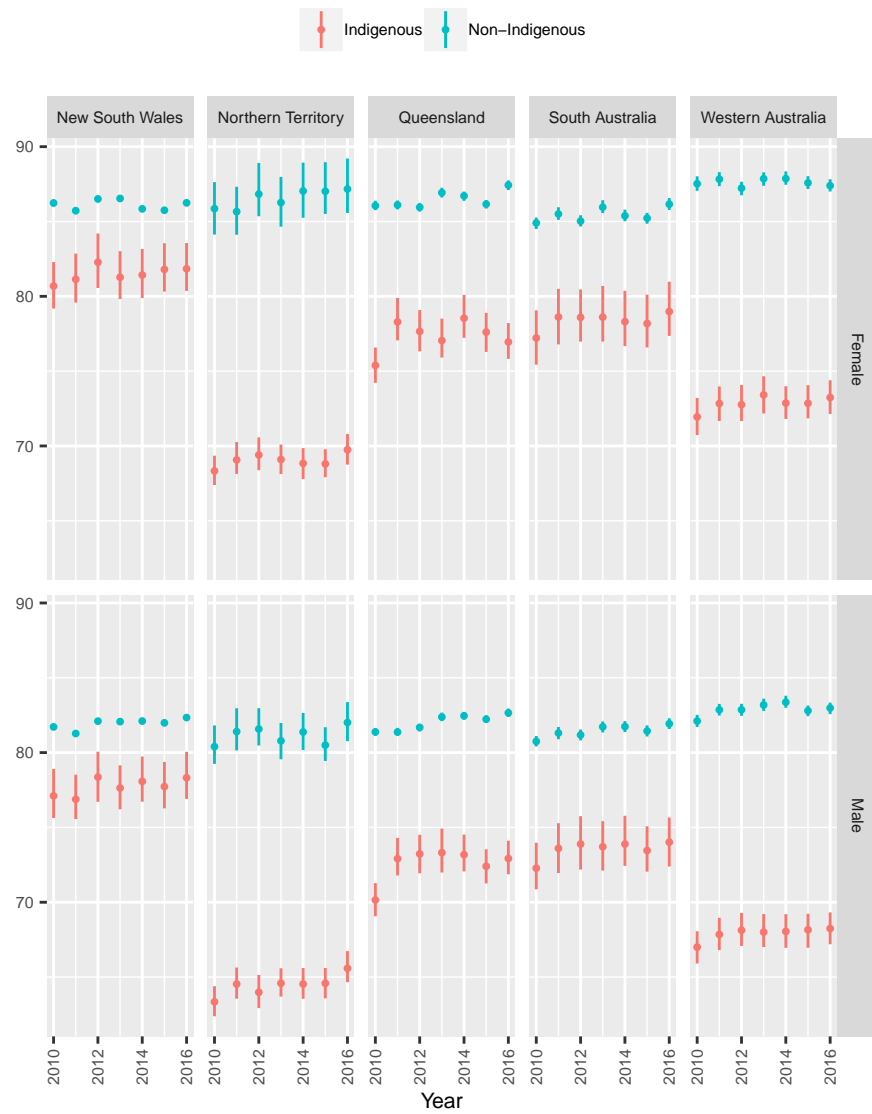 Indigenous Non−Indigenous
New South Wales Northern Territory Queensland South Australia Western Australia
90
80
70
Female
90
80
70
Male
2010 2012 2014 2016 2010 2012 2014 2016 2010 2012 2014 2016 2010 2012 2014 2016 2010 2012 2014 2016
Year